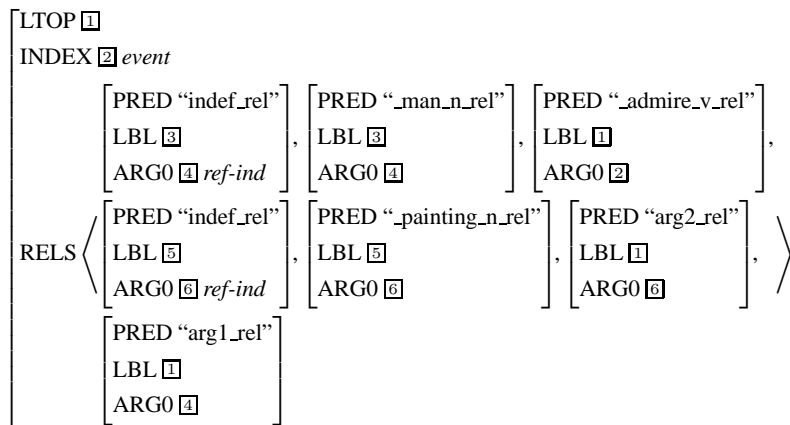 LTOP 1
INDEX 2 event
PRED “indef_rel” LBL 3 ARG0 4 ref-ind , PRED “_man_n_rel” LBL 3 ARG0 4 , PRED “_admire_v_rel” LBL 1 ARG0 2 ,
RELS PRED “indef_rel” LBL 5 ARG0 6 ref-ind , PRED “_painting_n_rel” LBL 5 ARG0 6 , PRED “arg2_rel” LBL 1 ARG0 6 ,
PRED “arg1_rel” LBL 1 ARG0 4